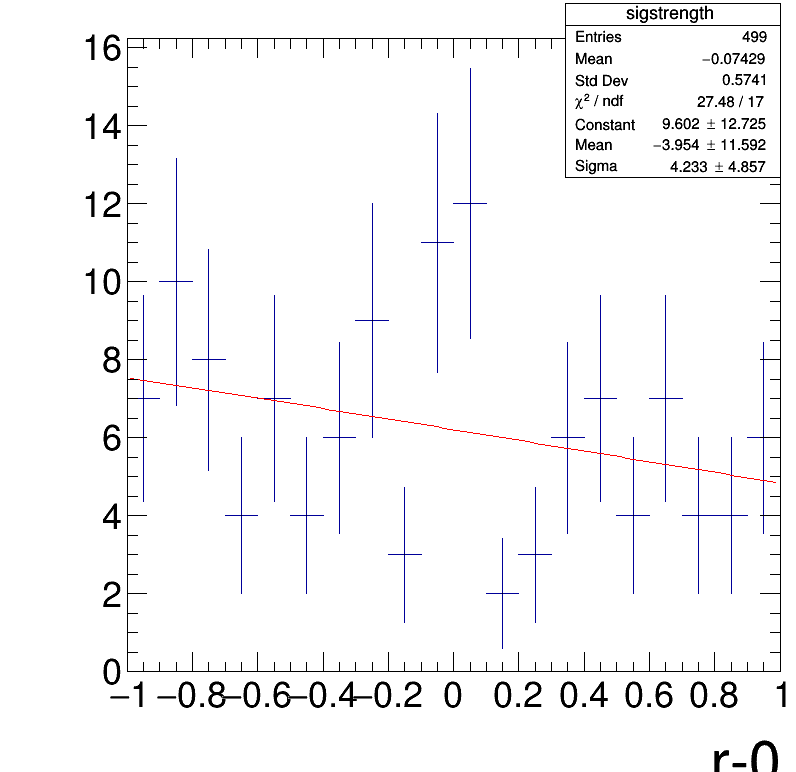 sigstrength
Entries 499
Mean −0.07429
Std Dev 0.5741
χ² / ndf 27.48 / 17
Constant 9.602 ± 12.725
Mean −3.954 ± 11.592
Sigma 4.233 ± 4.857
16
14
12
10
8
6
4
2
0
−1 −0.8 −0.6 −0.4 −0.2 0 0.2 0.4 0.6 0.8 1
r-0